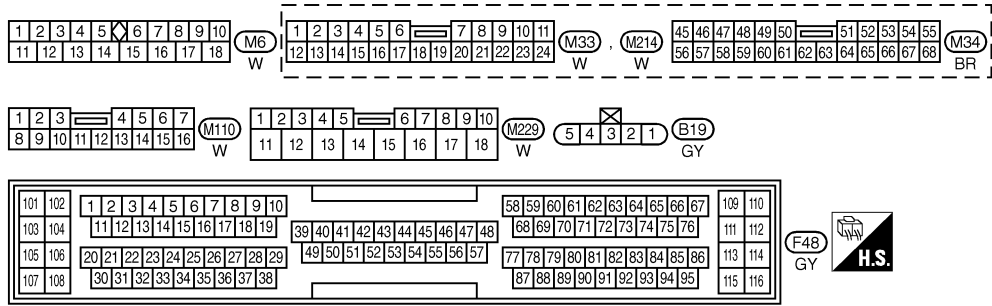 1 2 3 4 5 6 7 8 9 10
11 12 13 14 15 16 17 18
M6
W
1 2 3 4 5 6 7 8 9 10 11
12 13 14 15 16 17 18 19 20 21 22 23 24
M33 , M214
W W
45 46 47 48 49 50 51 52 53 54 55
56 57 58 59 60 61 62 63 64 65 66 67 68
M34
BR
1 2 3 4 5 6 7
8 9 10 11 12 13 14 15 16
M110
W
1 2 3 4 5 6 7 8 9 10
11 12 13 14 15 16 17 18
M229
W
5 4 3 2 1
B19
GY
101 102
103 104
105 106
107 108
1 2 3 4 5 6 7 8 9 10
11 12 13 14 15 16 17 18 19
20 21 22 23 24 25 26 27 28 29
30 31 32 33 34 35 36 37 38
39 40 41 42 43 44 45 46 47 48
49 50 51 52 53 54 55 56 57
58 59 60 61 62 63 64 65 66 67
68 69 70 71 72 73 74 75 76
77 78 79 80 81 82 83 84 85 86
87 88 89 90 91 92 93 94 95
109 110
111 112
113 114
115 116
F48
GY
H.S.